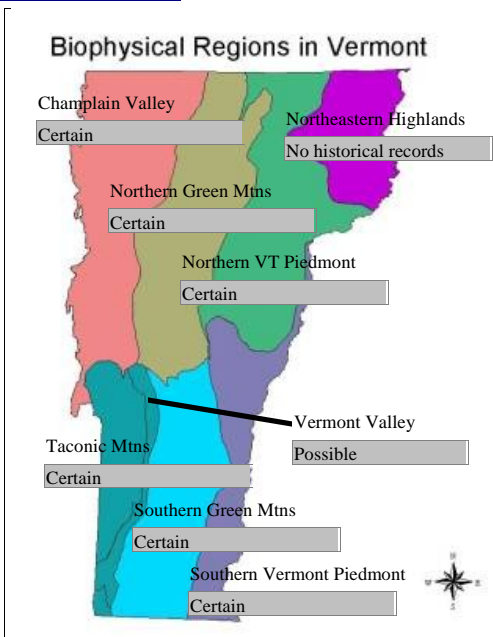 Biophysical Regions in Vermont
Champlain Valley
Certain
Northeastern Highlands
No historical records
Northern Green Mtns
Certain
Northern VT Piedmont
Certain
Vermont Valley
Possible
Taconic Mtns
Certain
Southern Green Mtns
Certain
Southern Vermont Piedmont
Certain
N
W E
S